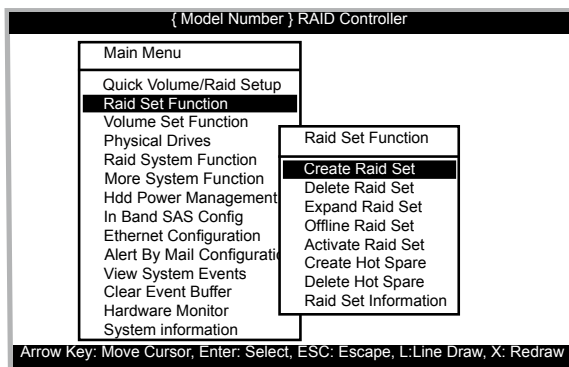 { Model Number } RAID Controller
Main Menu
Quick Volume/Raid Setup
Raid Set Function
Volume Set Function
Physical Drives
Raid System Function
More System Function
Hdd Power Management
In Band SAS Config
Ethernet Configuration
Alert By Mail Configuratio
View System Events
Clear Event Buffer
Hardware Monitor
System information
Raid Set Function
Create Raid Set
Delete Raid Set
Expand Raid Set
Offline Raid Set
Activate Raid Set
Create Hot Spare
Delete Hot Spare
Raid Set Information
Arrow Key: Move Cursor, Enter: Select, ESC: Escape, L:Line Draw, X: Redraw